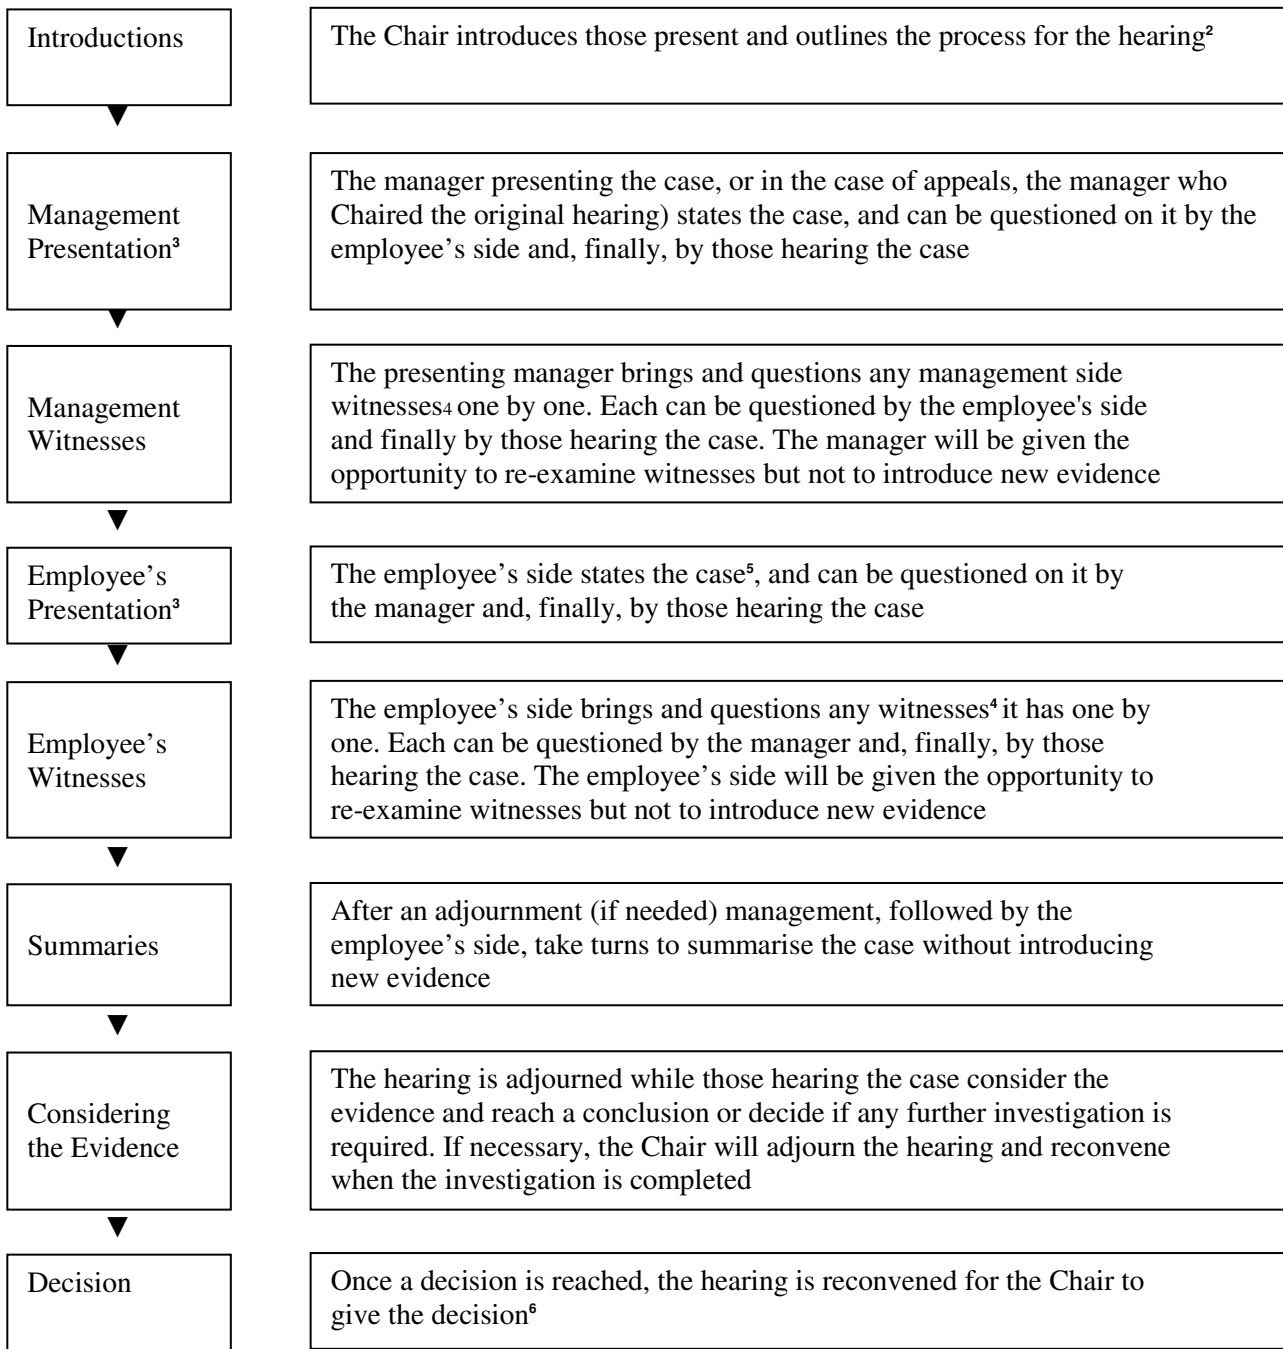 Introductions
The Chair introduces those present and outlines the process for the hearing²
Management
Presentation³
The manager presenting the case, or in the case of appeals, the manager who
Chaired the original hearing) states the case, and can be questioned on it by the
employee’s side and, finally, by those hearing the case
Management
Witnesses
The presenting manager brings and questions any management side
witnesses₄ one by one. Each can be questioned by the employee's side
and finally by those hearing the case. The manager will be given the
opportunity to re-examine witnesses but not to introduce new evidence
Employee’s
Presentation³
The employee’s side states the case⁵, and can be questioned on it by
the manager and, finally, by those hearing the case
Employee’s
Witnesses
The employee’s side brings and questions any witnesses⁴ it has one by
one. Each can be questioned by the manager and, finally, by those
hearing the case. The employee’s side will be given the opportunity to
re-examine witnesses but not to introduce new evidence
Summaries
After an adjournment (if needed) management, followed by the
employee’s side, take turns to summarise the case without introducing
new evidence
Considering
the Evidence
The hearing is adjourned while those hearing the case consider the
evidence and reach a conclusion or decide if any further investigation is
required. If necessary, the Chair will adjourn the hearing and reconvene
when the investigation is completed
Decision
Once a decision is reached, the hearing is reconvened for the Chair to
give the decision⁶